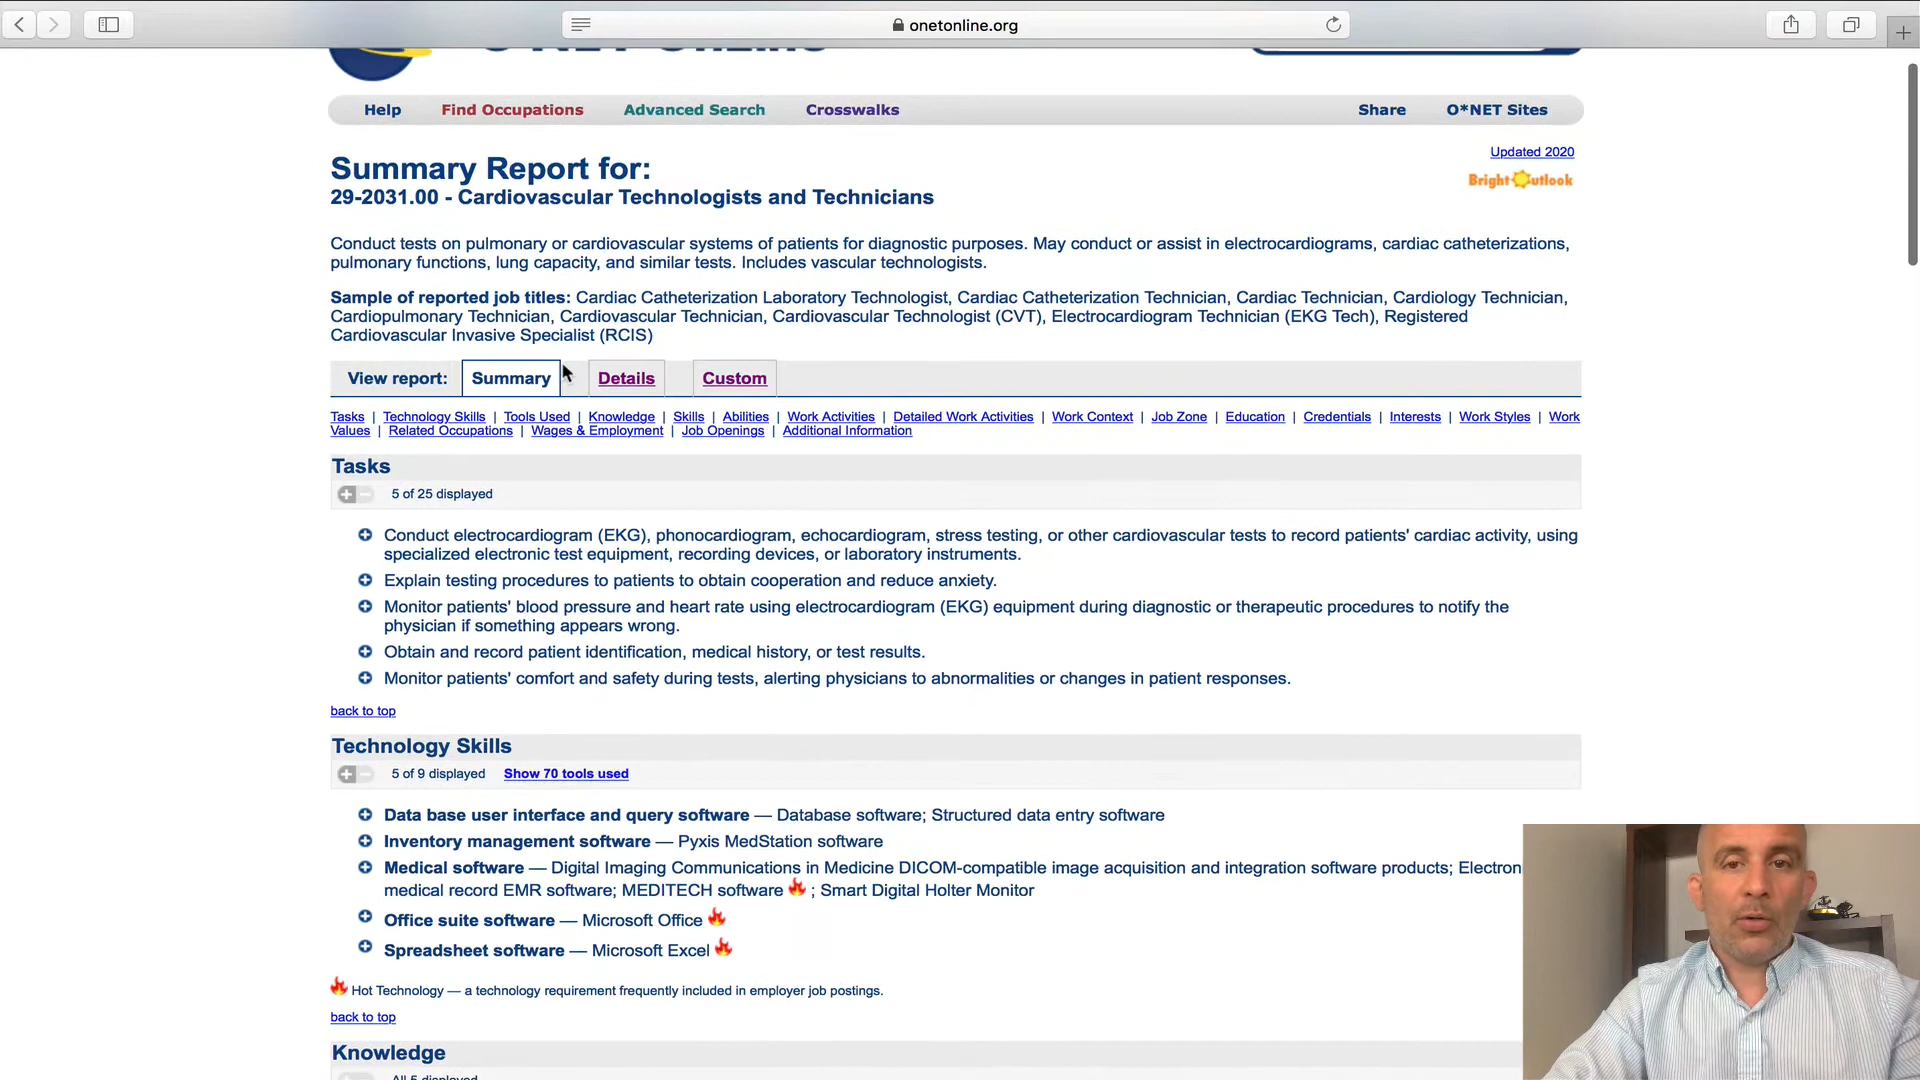 onetonline.org
Help Find Occupations Advanced Search Crosswalks Share O*NET Sites
Updated 2020
Bright Outlook
Summary Report for:
29-2031.00 - Cardiovascular Technologists and Technicians
Conduct tests on pulmonary or cardiovascular systems of patients for diagnostic purposes. May conduct or assist in electrocardiograms, cardiac catheterizations,
pulmonary functions, lung capacity, and similar tests. Includes vascular technologists.
Sample of reported job titles: Cardiac Catheterization Laboratory Technologist, Cardiac Catheterization Technician, Cardiac Technician, Cardiology Technician,
Cardiopulmonary Technician, Cardiovascular Technician, Cardiovascular Technologist (CVT), Electrocardiogram Technician (EKG Tech), Registered
Cardiovascular Invasive Specialist (RCIS)
View report: Summary Details Custom
Tasks | Technology Skills | Tools Used | Knowledge | Skills | Abilities | Work Activities | Detailed Work Activities | Work Context | Job Zone | Education | Credentials | Interests | Work Styles | Work
Values | Related Occupations | Wages & Employment | Job Openings | Additional Information
Tasks
5 of 25 displayed
Conduct electrocardiogram (EKG), phonocardiogram, echocardiogram, stress testing, or other cardiovascular tests to record patients' cardiac activity, using
specialized electronic test equipment, recording devices, or laboratory instruments.
Explain testing procedures to patients to obtain cooperation and reduce anxiety.
Monitor patients' blood pressure and heart rate using electrocardiogram (EKG) equipment during diagnostic or therapeutic procedures to notify the
physician if something appears wrong.
Obtain and record patient identification, medical history, or test results.
Monitor patients' comfort and safety during tests, alerting physicians to abnormalities or changes in patient responses.
back to top
Technology Skills
5 of 9 displayed Show 70 tools used
Data base user interface and query software — Database software; Structured data entry software
Inventory management software — Pyxis MedStation software
Medical software — Digital Imaging Communications in Medicine DICOM-compatible image acquisition and integration software products; Electron
medical record EMR software; MEDITECH software ; Smart Digital Holter Monitor
Office suite software — Microsoft Office
Spreadsheet software — Microsoft Excel
Hot Technology — a technology requirement frequently included in employer job postings.
back to top
Knowledge
All 5 displayed